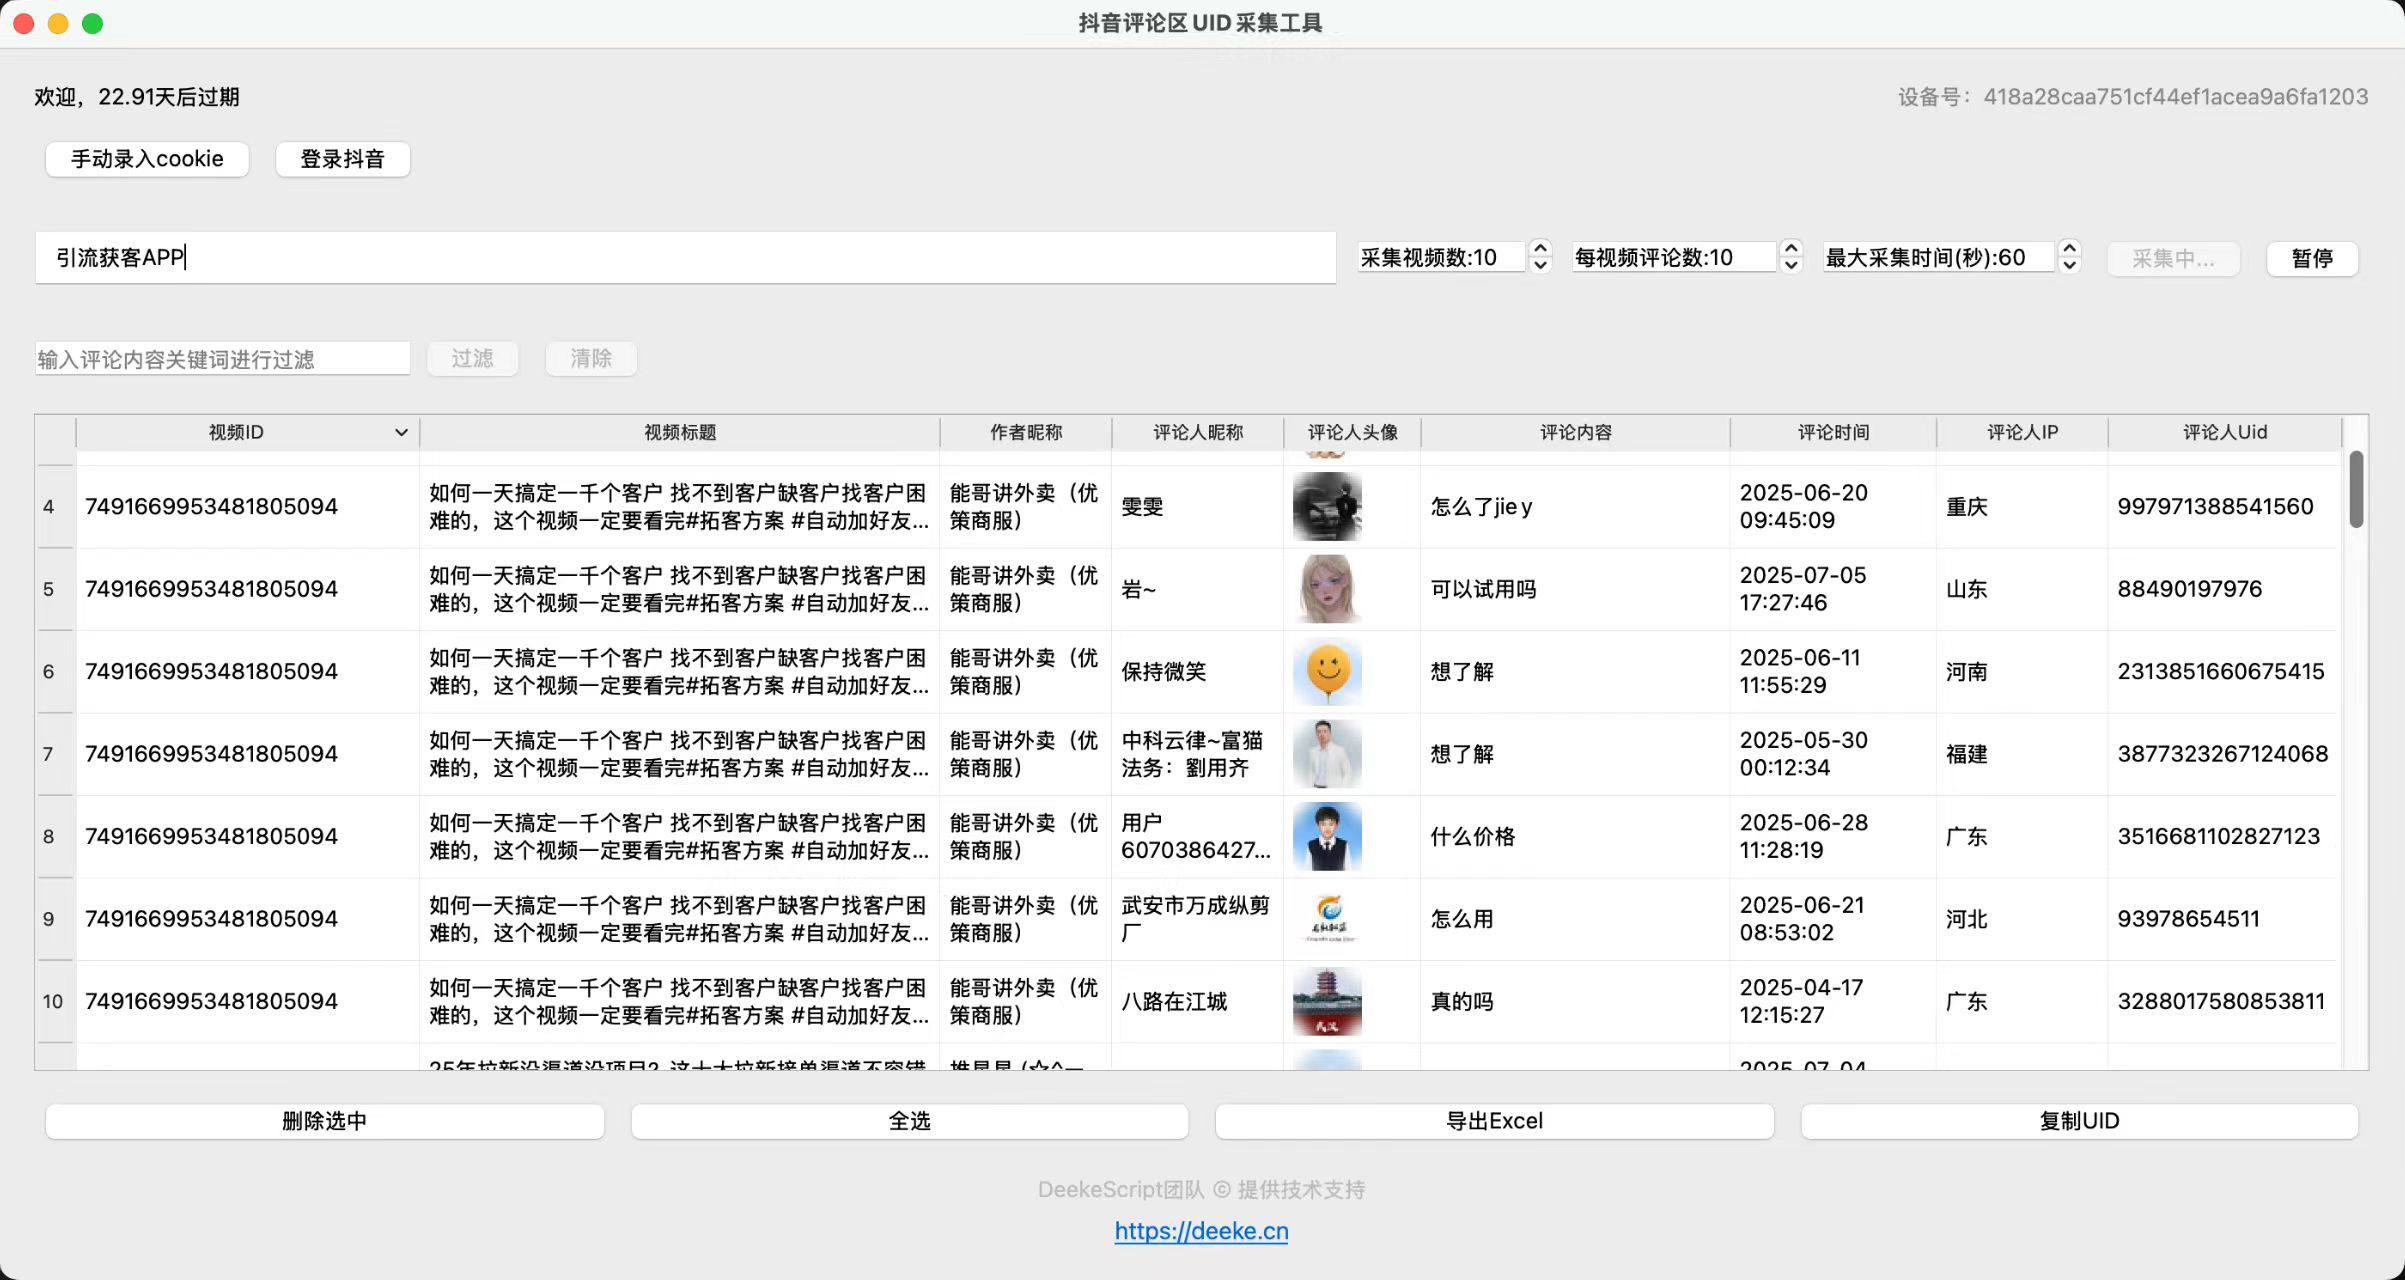 抖音评论区UID采集工具
欢迎，22.91天后过期
设备号：418a28caa751cf44ef1acea9a6fa1203
手动录入cookie 登录抖音
引流获客APP 采集视频数:10 每视频评论数:10 最大采集时间(秒):60 采集中... 暂停
输入评论内容关键词进行过滤 过滤 清除
视频ID 视频标题 作者昵称 评论人昵称 评论人头像 评论内容 评论时间 评论人IP 评论人Uid
4 7491669953481805094
如何一天搞定一千个客户 找不到客户缺客户找客户困
难的，这个视频一定要看完#拓客方案 #自动加好友...
能哥讲外卖（优
策商服）
雯雯
怎么了jie y
2025-06-20
09:45:09
重庆
997971388541560
5 7491669953481805094
如何一天搞定一千个客户 找不到客户缺客户找客户困
难的，这个视频一定要看完#拓客方案 #自动加好友...
能哥讲外卖（优
策商服）
岩~
可以试用吗
2025-07-05
17:27:46
山东
88490197976
6 7491669953481805094
如何一天搞定一千个客户 找不到客户缺客户找客户困
难的，这个视频一定要看完#拓客方案 #自动加好友...
能哥讲外卖（优
策商服）
保持微笑
想了解
2025-06-11
11:55:29
河南
2313851660675415
7 7491669953481805094
如何一天搞定一千个客户 找不到客户缺客户找客户困
难的，这个视频一定要看完#拓客方案 #自动加好友...
能哥讲外卖（优
策商服）
中科云律~富猫
法务：劉用齐
想了解
2025-05-30
00:12:34
福建
3877323267124068
8 7491669953481805094
如何一天搞定一千个客户 找不到客户缺客户找客户困
难的，这个视频一定要看完#拓客方案 #自动加好友...
能哥讲外卖（优
策商服）
用户
6070386427...
什么价格
2025-06-28
11:28:19
广东
3516681102827123
9 7491669953481805094
如何一天搞定一千个客户 找不到客户缺客户找客户困
难的，这个视频一定要看完#拓客方案 #自动加好友...
能哥讲外卖（优
策商服）
武安市万成纵剪
厂
怎么用
2025-06-21
08:53:02
河北
93978654511
10 7491669953481805094
如何一天搞定一千个客户 找不到客户缺客户找客户困
难的，这个视频一定要看完#拓客方案 #自动加好友...
能哥讲外卖（优
策商服）
八路在江城
真的吗
2025-04-17
12:15:27
广东
3288017580853811
2025-07-04
删除选中 全选 导出Excel 复制UID
DeekeScript团队 © 提供技术支持
https://deeke.cn